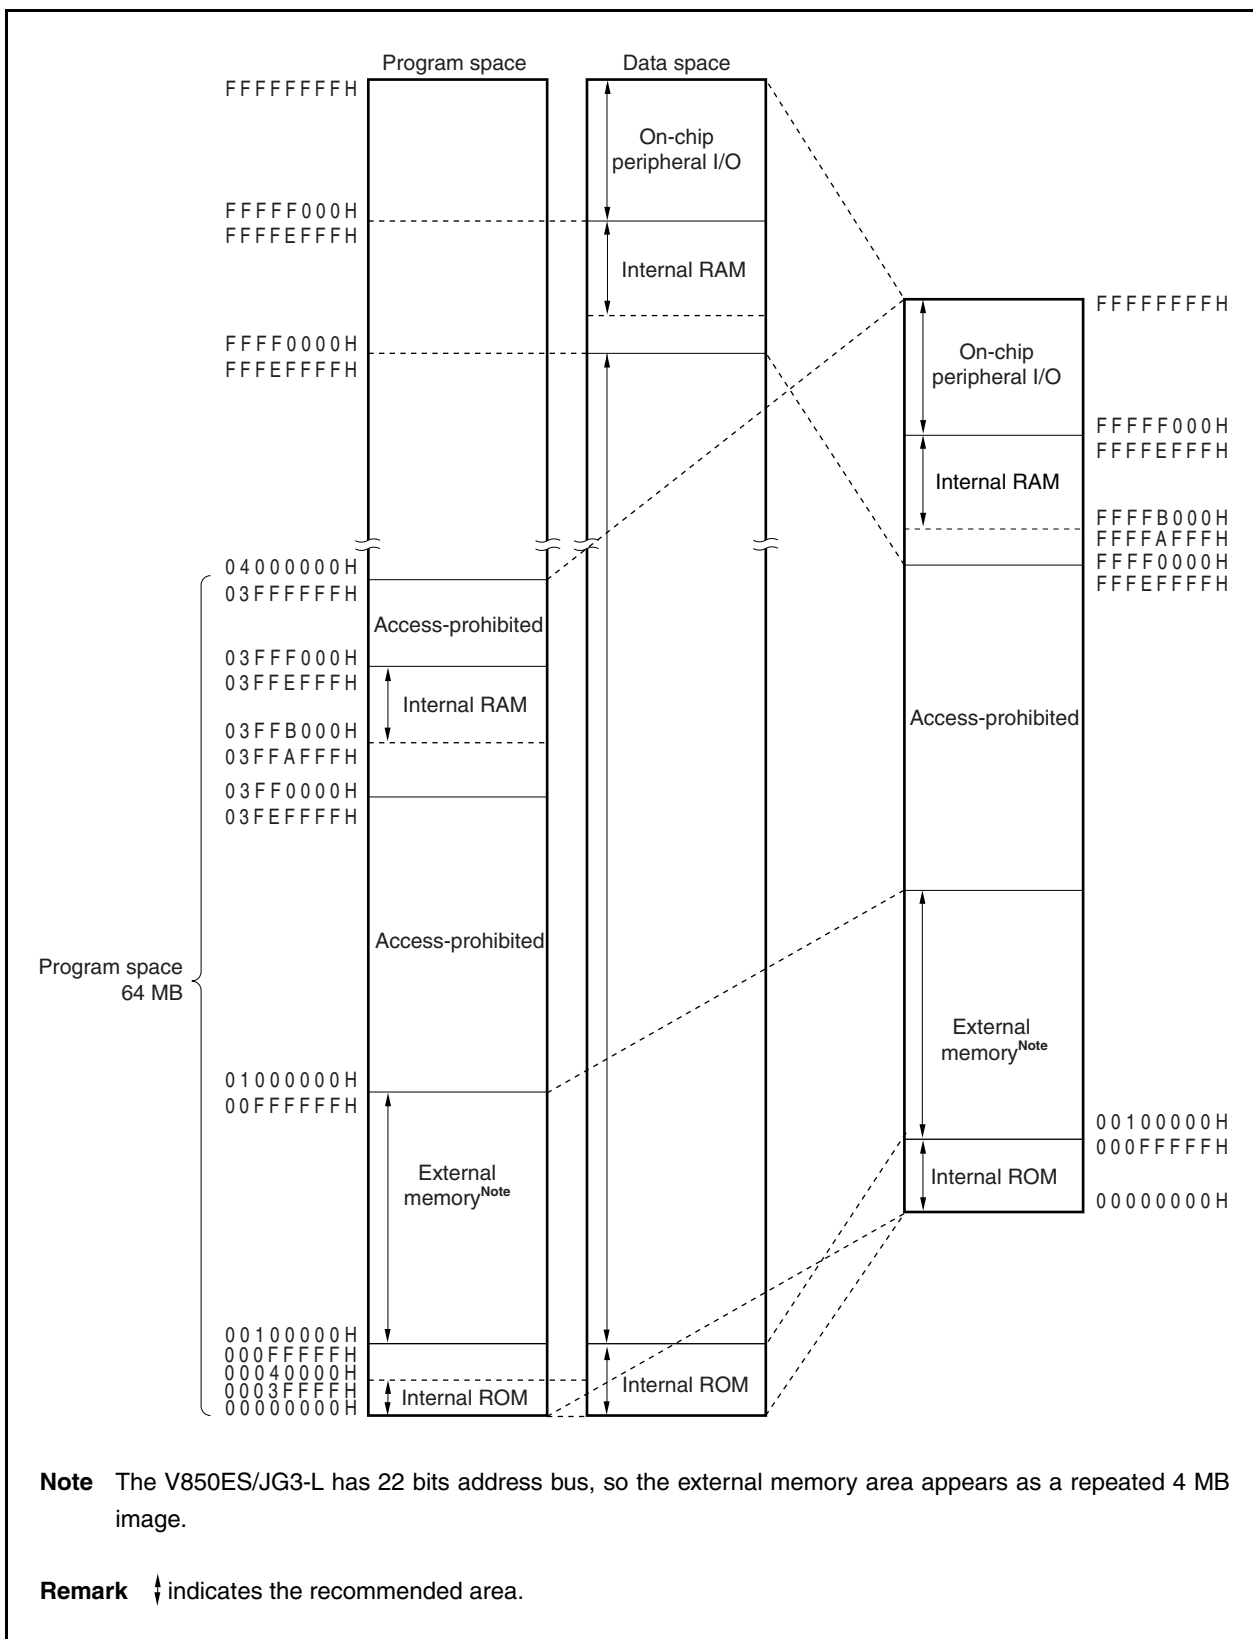 Program space
Data space
FFFFFFFFH
On-chip
peripheral I/O
FFFFF000H
FFFFEFFFH
Internal RAM
FFFF0000H
FFFEFFFFH
04000000H
03FFFFFFH
Access-prohibited
03FFF000H
03FFEFFFH
Internal RAM
03FFB000H
03FFAFFFH
03FF0000H
03FEFFFFH
Access-prohibited
Program space
64 MB
01000000H
00FFFFFFH
External
memoryNote
00100000H
000FFFFFH
00040000H
0003FFFFH
00000000H
Internal ROM
Internal ROM
FFFFFFFFH
On-chip
peripheral I/O
FFFFF000H
FFFFEFFFH
Internal RAM
FFFFB000H
FFFFAFFFH
FFFF0000H
FFFEFFFFH
Access-prohibited
External
memoryNote
00100000H
000FFFFFH
Internal ROM
00000000H
Note The V850ES/JG3-L has 22 bits address bus, so the external memory area appears as a repeated 4 MB
image.
Remark ↕ indicates the recommended area.